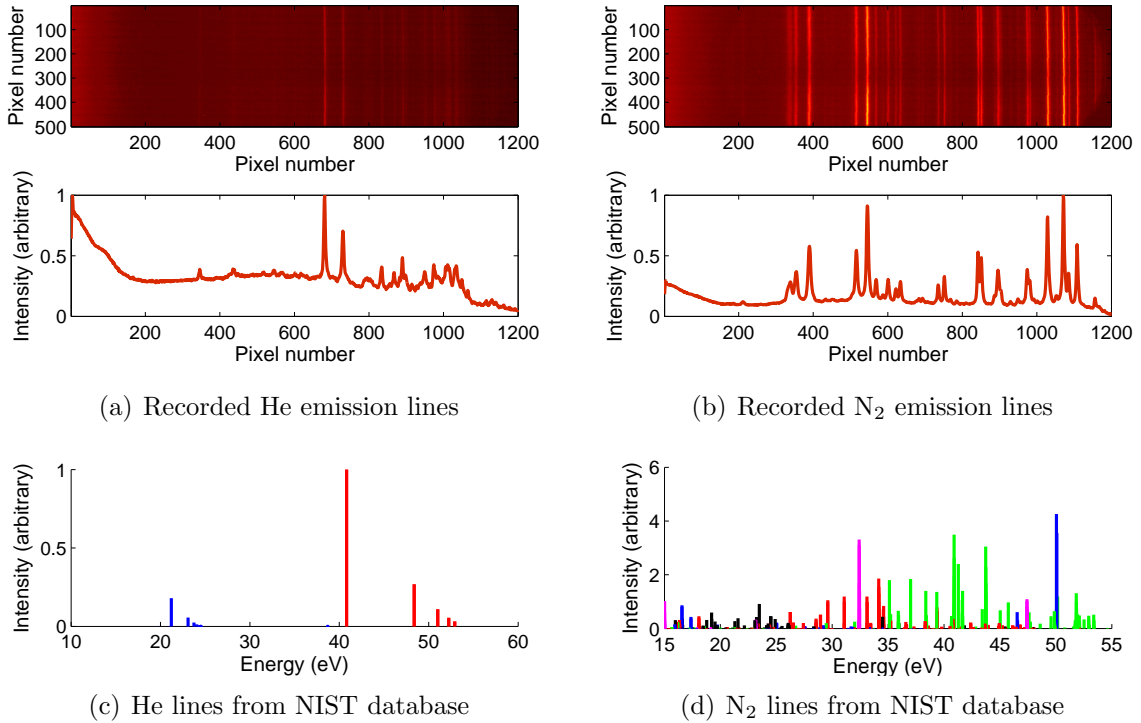 Pixel number
100
200
300
400
500
200 400 600 800 1000 1200
Pixel number
Intensity (arbitrary)
1
0.5
0
200 400 600 800 1000 1200
Pixel number
(a) Recorded He emission lines
Pixel number
100
200
300
400
500
200 400 600 800 1000 1200
Pixel number
Intensity (arbitrary)
1
0.5
0
200 400 600 800 1000 1200
Pixel number
(b) Recorded N₂ emission lines
Intensity (arbitrary)
1
0.5
0
10 20 30 40 50 60
Energy (eV)
(c) He lines from NIST database
Intensity (arbitrary)
6
4
2
0
15 20 25 30 35 40 45 50 55
Energy (eV)
(d) N₂ lines from NIST database